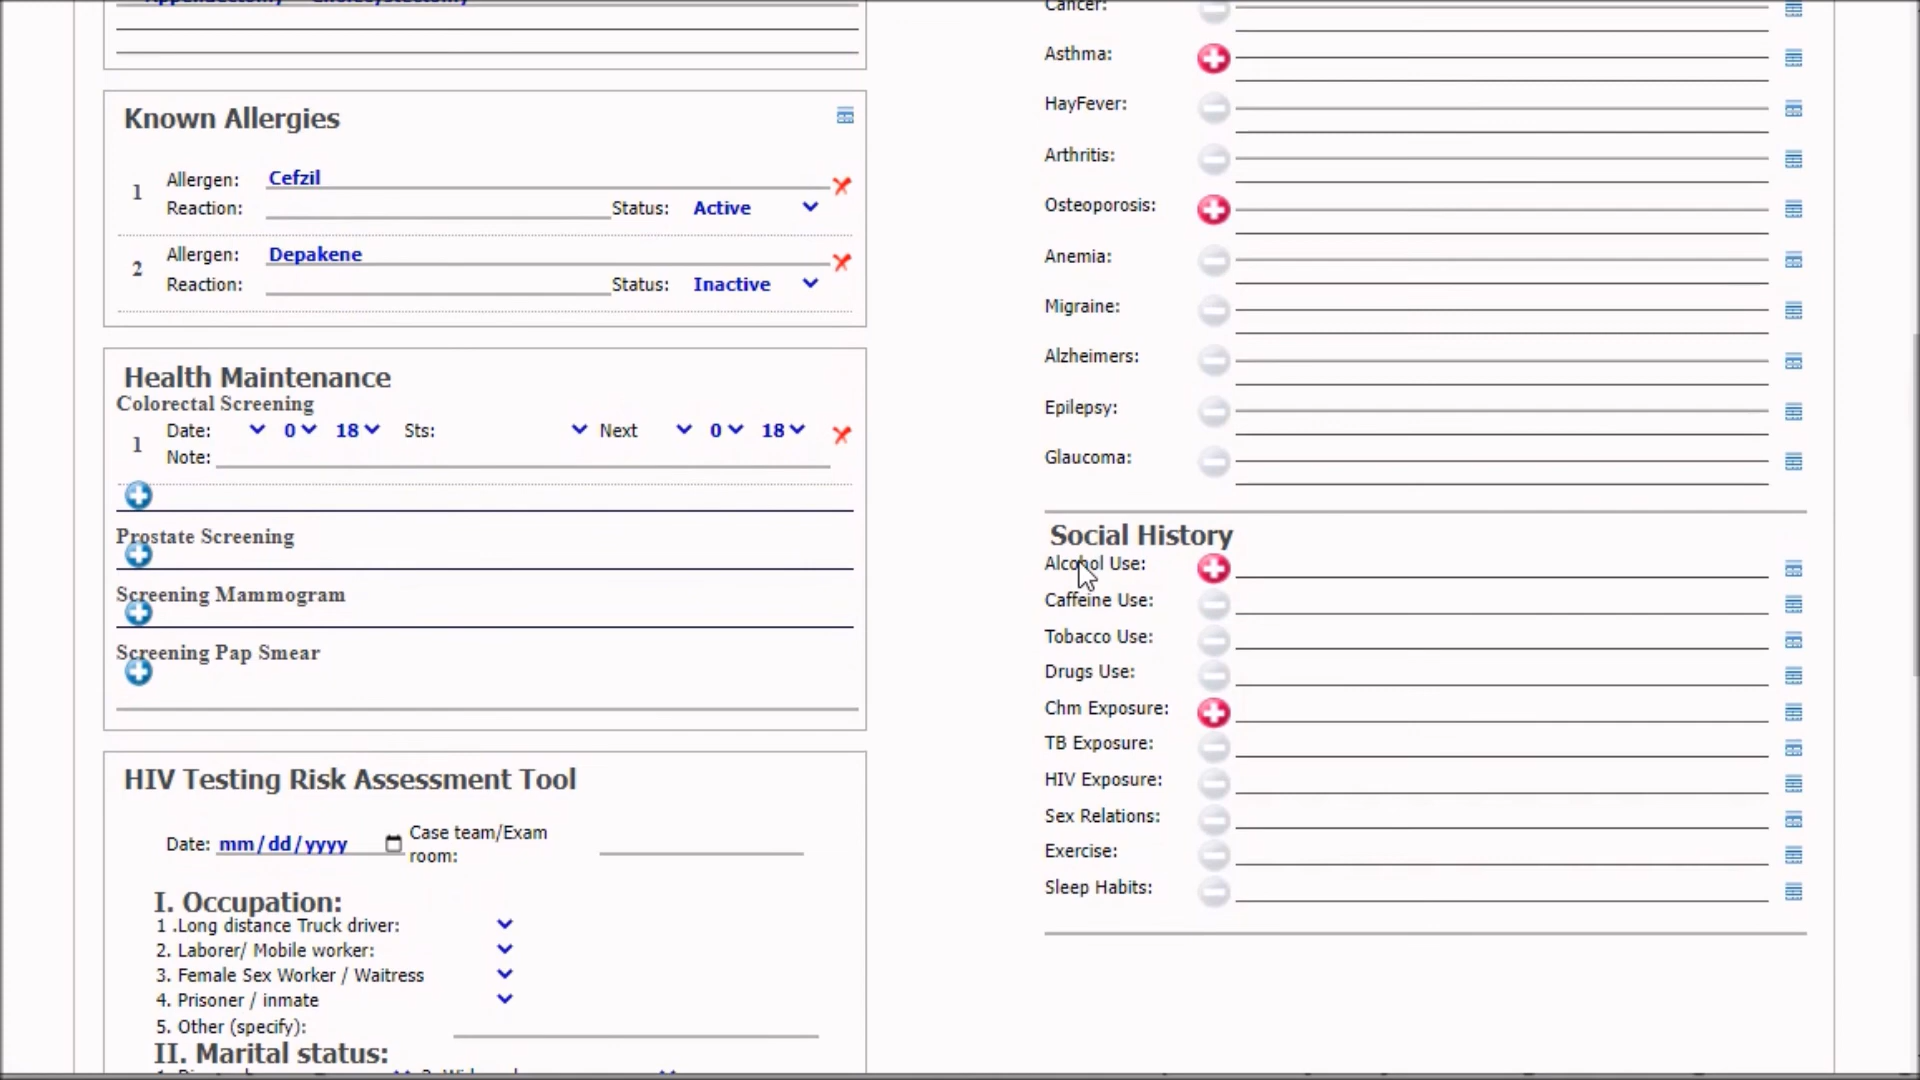 Known Allergies
1
Allergen: Cefzil
Reaction: Status: Active
2
Allergen: Depakene
Reaction: Status: Inactive
Health Maintenance
Colorectal Screening
1
Date: 0 18 Sts: Next 0 18
Note:
Prostate Screening
Screening Mammogram
Screening Pap Smear
HIV Testing Risk Assessment Tool
Date: mm/dd/yyyy Case team/Exam
room:
I. Occupation:
1 .Long distance Truck driver:
2. Laborer/ Mobile worker:
3. Female Sex Worker / Waitress
4. Prisoner / inmate
5. Other (specify):
II. Marital status:
Cancer:
Asthma:
HayFever:
Arthritis:
Osteoporosis:
Anemia:
Migraine:
Alzheimers:
Epilepsy:
Glaucoma:
Social History
Alcohol Use:
Caffeine Use:
Tobacco Use:
Drugs Use:
Chm Exposure:
TB Exposure:
HIV Exposure:
Sex Relations:
Exercise:
Sleep Habits: